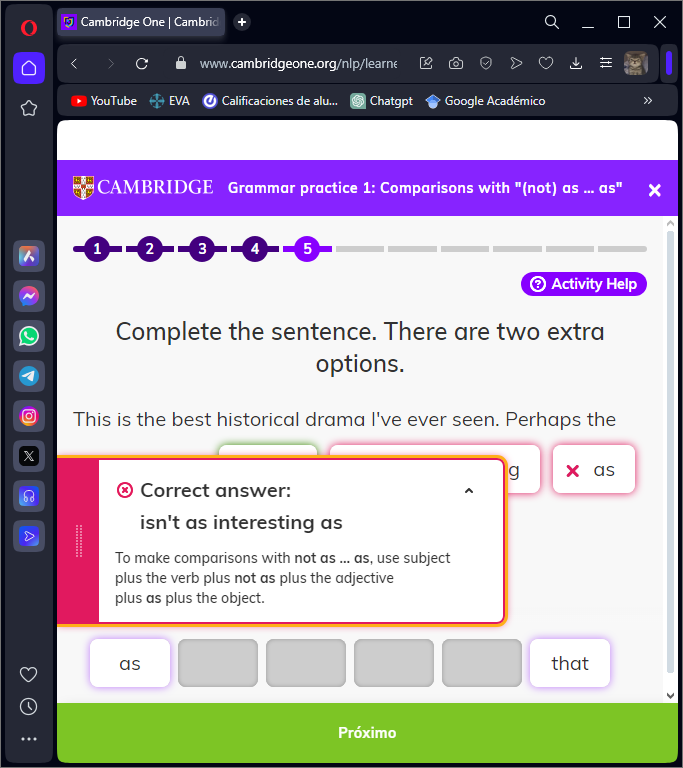 Cambridge One | Cambrid
www.cambridgeone.org/nlp/learne
YouTube EVA Calificaciones de alu... Chatgpt Google Académico »
CAMBRIDGE Grammar practice 1: Comparisons with "(not) as ... as"
1 2 3 4 5
Activity Help
Complete the sentence. There are two extra
options.
This is the best historical drama I've ever seen. Perhaps the
g as
Correct answer:
isn't as interesting as
To make comparisons with not as ... as, use subject
plus the verb plus not as plus the adjective
plus as plus the object.
as that
Próximo